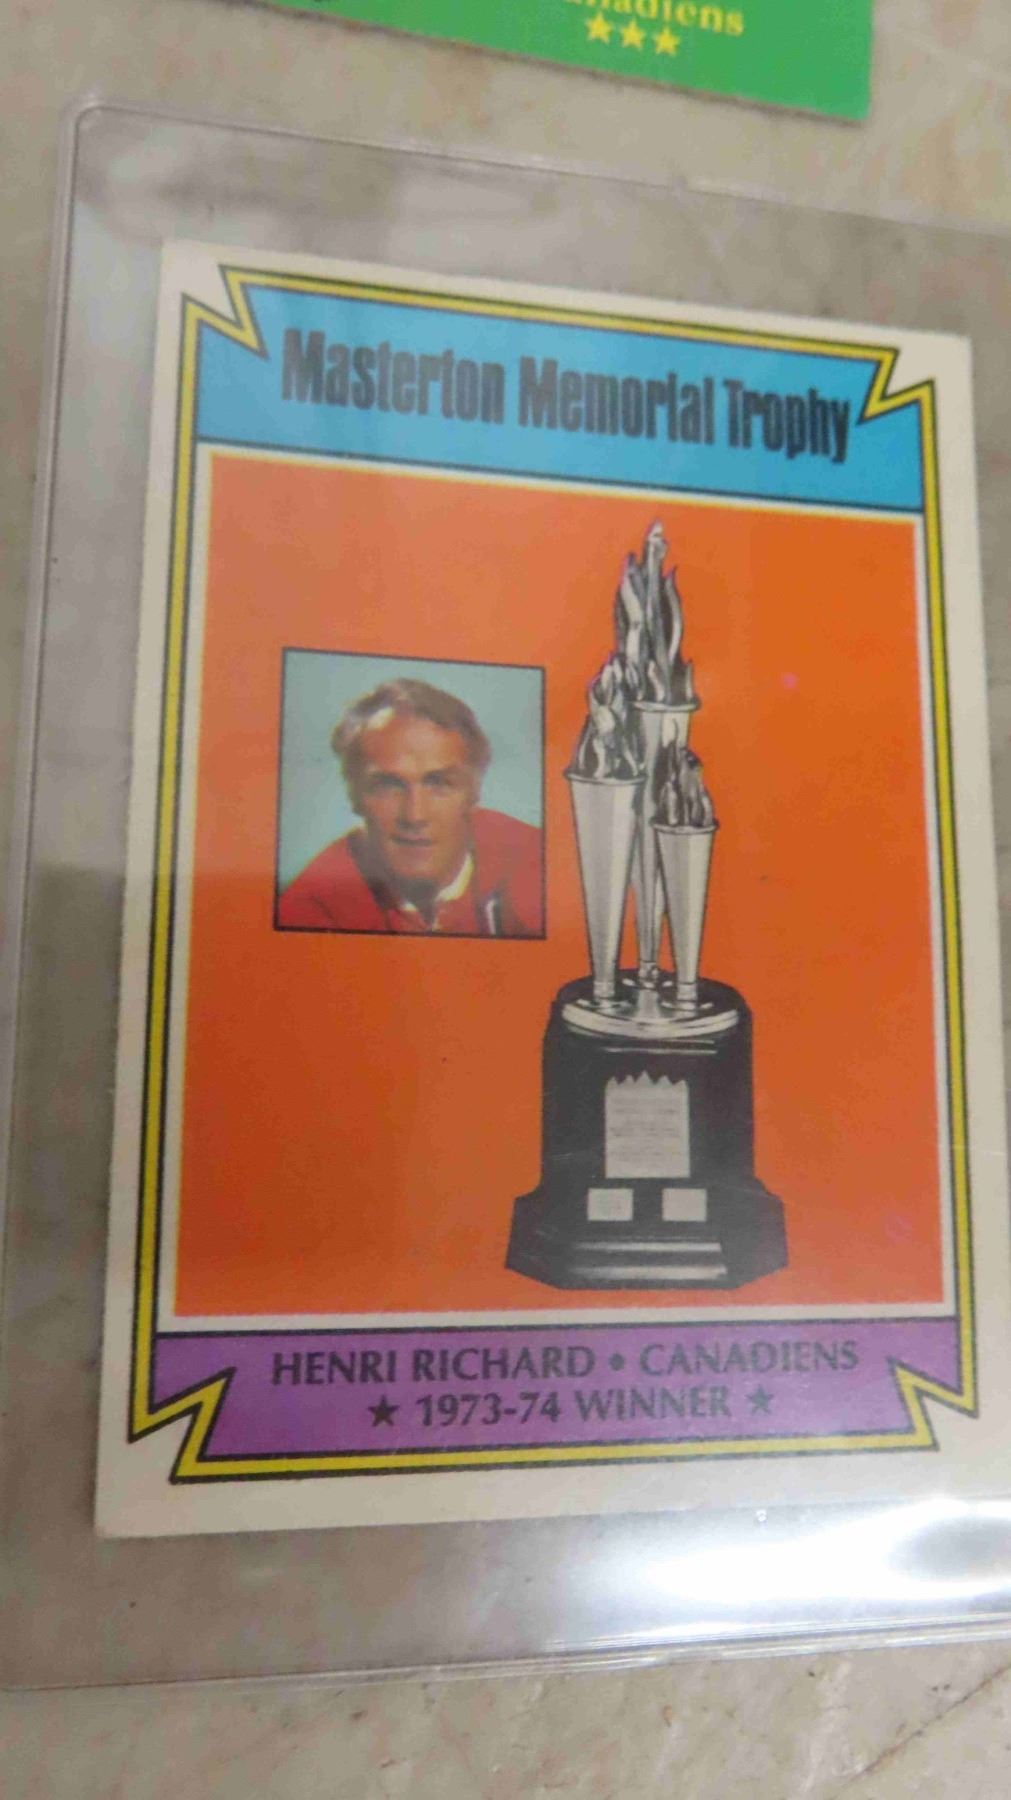 ★★★
Masterton Memorial Trophy
HENRI RICHARD • CANADIENS
★ 1973-74 WINNER ★